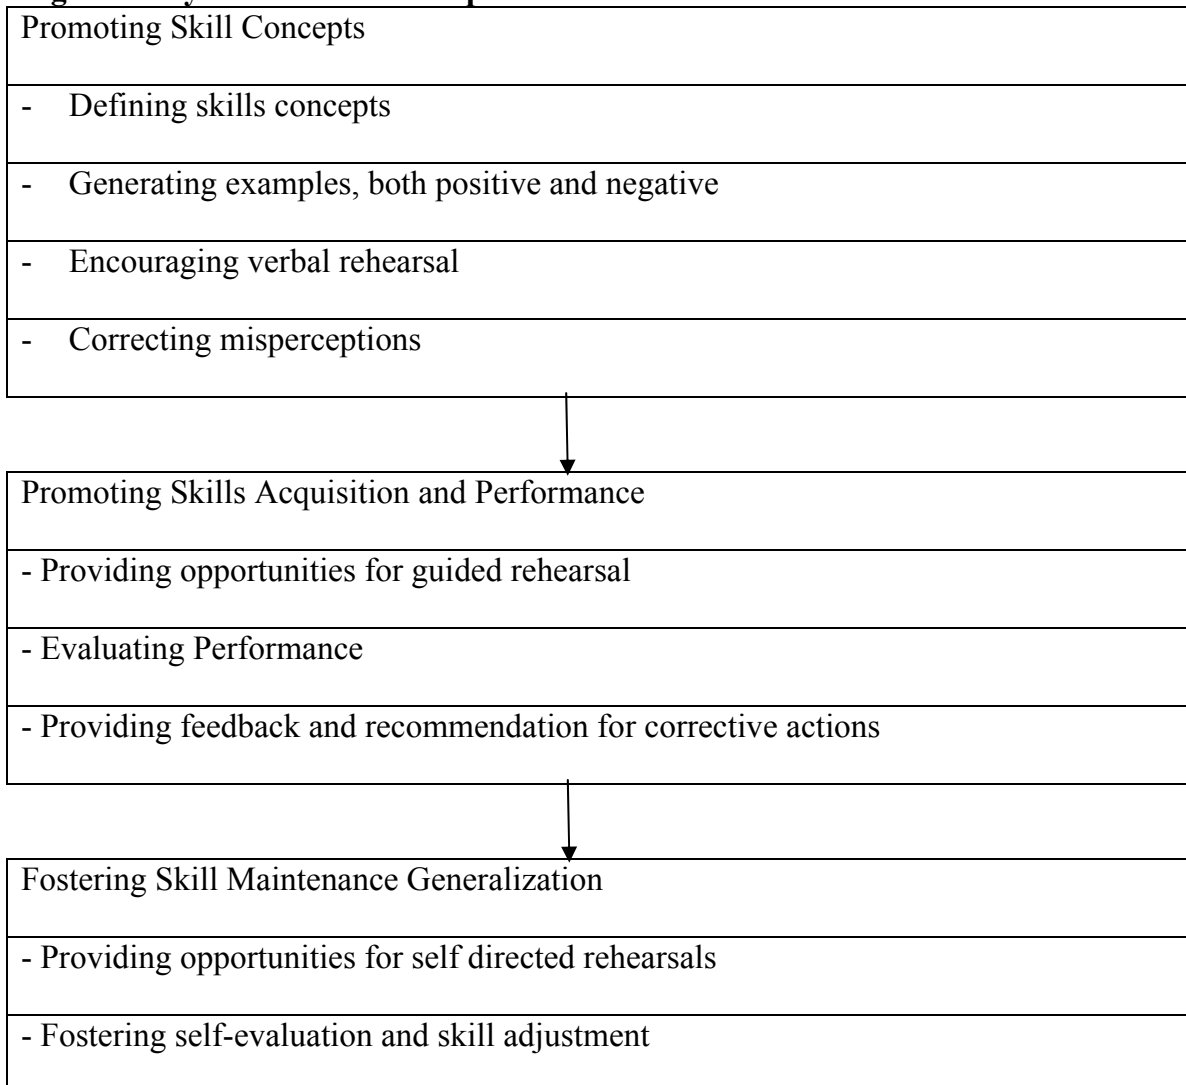 Promoting Skill Concepts
- Defining skills concepts
- Generating examples, both positive and negative
- Encouraging verbal rehearsal
- Correcting misperceptions
Promoting Skills Acquisition and Performance
- Providing opportunities for guided rehearsal
- Evaluating Performance
- Providing feedback and recommendation for corrective actions
Fostering Skill Maintenance Generalization
- Providing opportunities for self directed rehearsals
- Fostering self-evaluation and skill adjustment